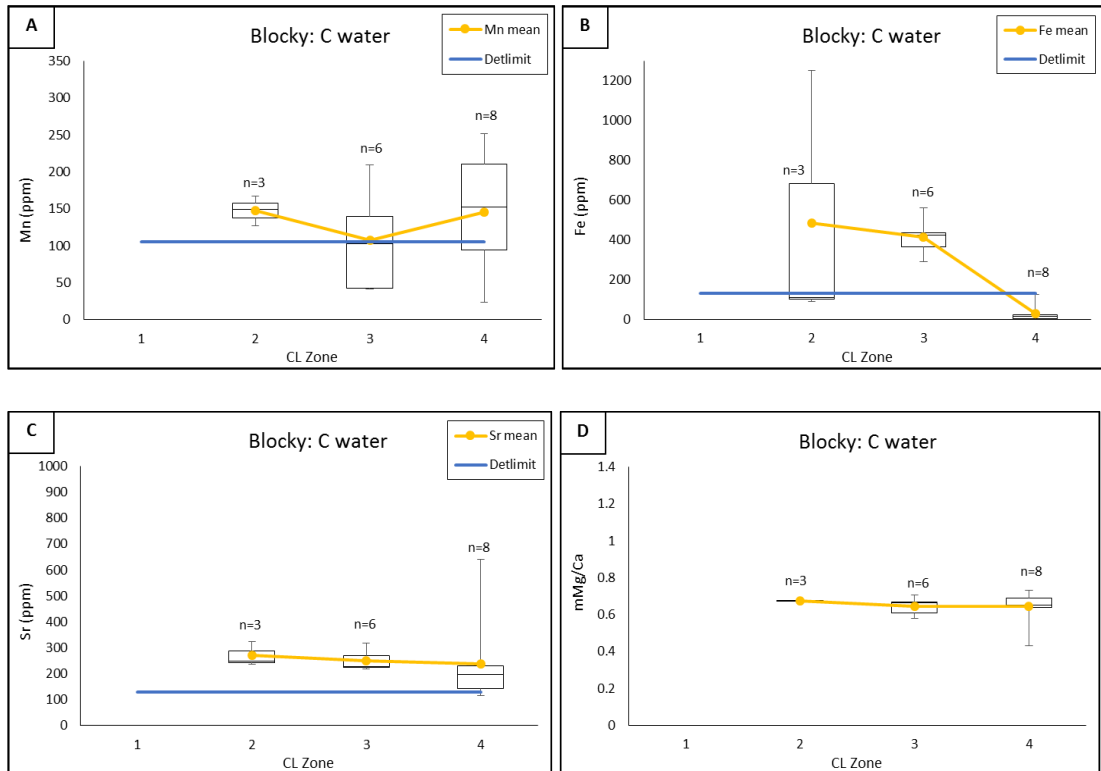 A
Blocky: C water
Mn mean
Detlimit
350
300
250
200
150
100
50
0
Mn (ppm)
n=3
n=6
n=8
1 2 3 4
CL Zone
B
Blocky: C water
Fe mean
Detlimit
1200
1000
800
600
400
200
0
Fe (ppm)
n=3
n=6
n=8
1 2 3 4
CL Zone
C
Blocky: C water
Sr mean
Detlimit
1000
900
800
700
600
500
400
300
200
100
0
Sr (ppm)
n=3
n=6
n=8
1 2 3 4
CL Zone
D
Blocky: C water
1.4
1.2
1
0.8
0.6
0.4
0.2
0
mMg/Ca
n=3
n=6
n=8
1 2 3 4
CL Zone